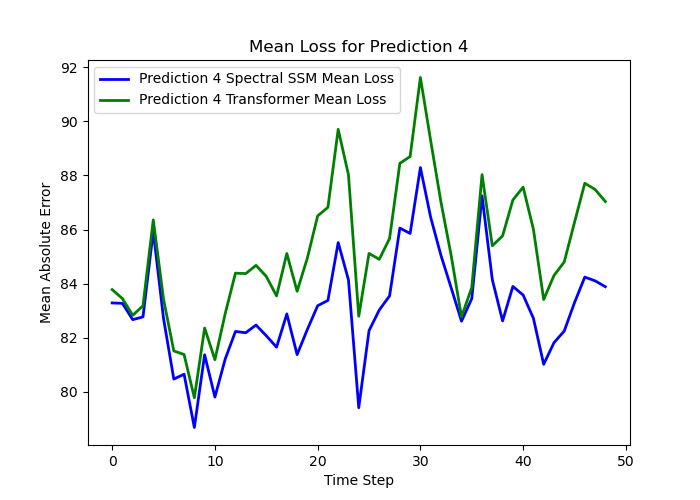 Mean Loss for Prediction 4
Prediction 4 Spectral SSM Mean Loss
Prediction 4 Transformer Mean Loss
Mean Absolute Error
92
90
88
86
84
82
80
0
10
20
30
40
50
Time Step